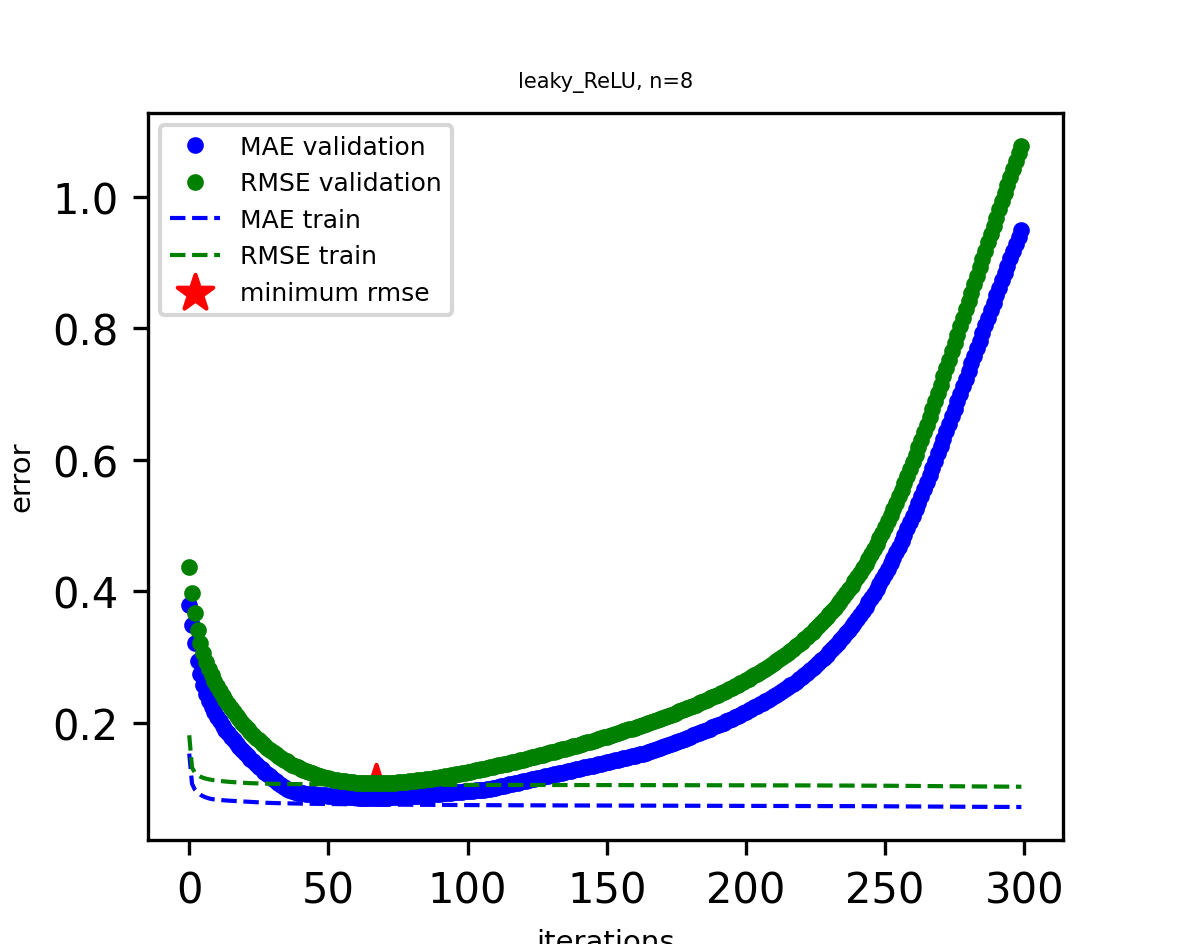 leaky_ReLU, n=8
MAE validation
RMSE validation
MAE train
RMSE train
minimum rmse
1.0
0.8
0.6
0.4
0.2
error
0 50 100 150 200 250 300
iterations